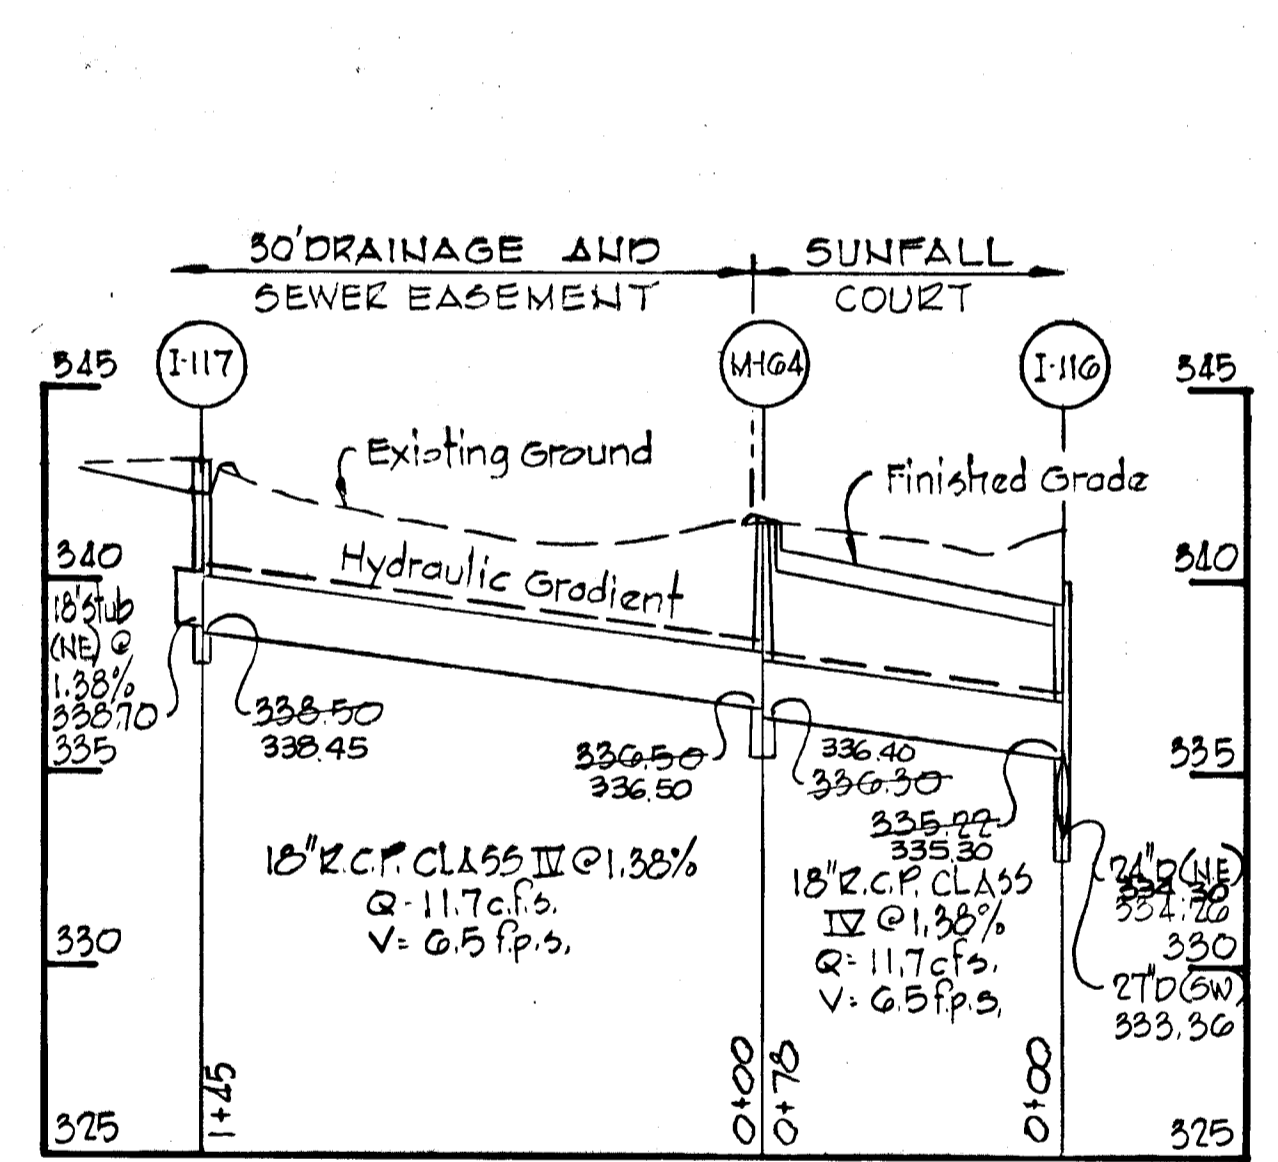 30' DRAINAGE AND
SEWER EASEMENT
SUNFALL
COURT
I-117
M-164
I-116
345
345
Existing Ground
Finished Grade
340
340
Hydraulic Gradient
18" Stub
(NE) @
1.38%
338.70
335
335
338.50
338.45
336.50
336.50
336.40
336.30
335.22
335.30
18" R.C.P. CLASS IV @ 1.38%
Q - 11.7 c.f.s.
V = 6.5 f.p.s.
18" R.C.P. CLASS
IV @ 1.38%
Q = 11.7 cfs.
V = 6.5 f.p.s.
24" D (NE)
334.30
334.26
330
330
27" D (SW)
333.36
1+45
0+00
0+78
0+00
325
325